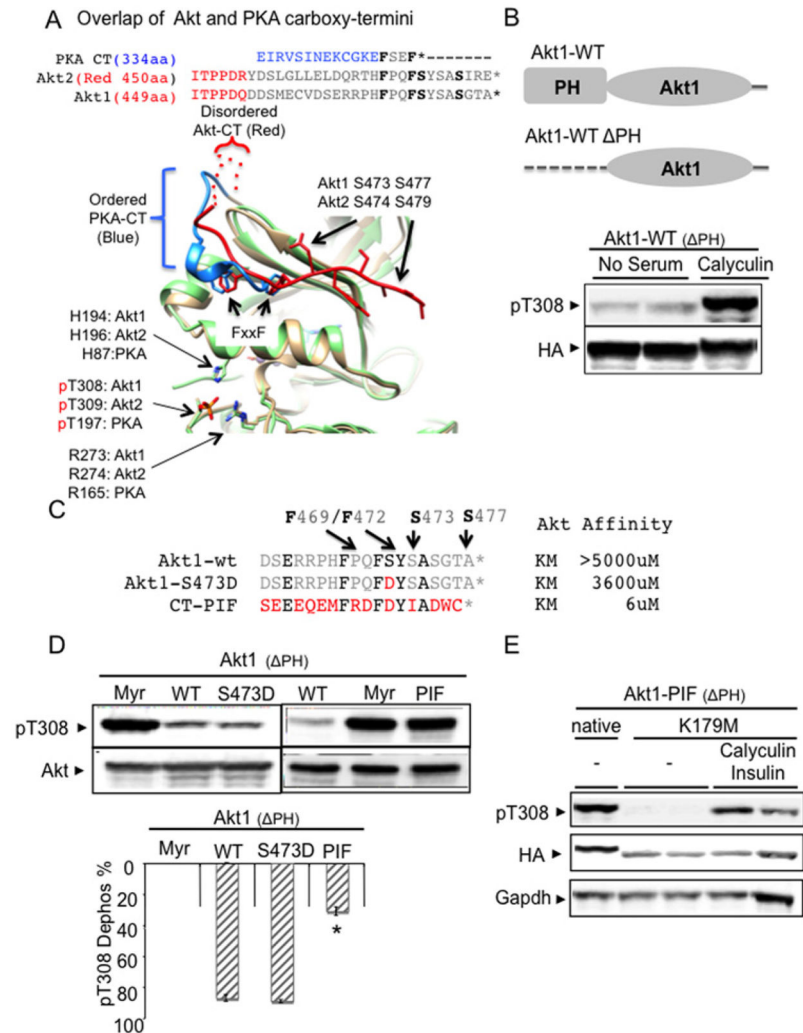 A Overlap of Akt and PKA carboxy-termini
PKA CT(334aa) EIRVSINEKCGKEFSEF*-------
Akt2(Red 450aa) ITPPDRYDSLGLLELDQRTHFPQFSYSASIRE*
Akt1(449aa) ITPPDQDDSMECVDSERRPHFPQFSYSASGTA*
Disordered
Akt-CT (Red)
Ordered
PKA-CT
(Blue)
Akt1 S473 S477
Akt2 S474 S479
FxxF
H194: Akt1
H196: Akt2
H87:PKA
pT308: Akt1
pT309: Akt2
pT197: PKA
R273: Akt1
R274: Akt2
R165: PKA
B
Akt1-WT
PH Akt1
Akt1-WT ΔPH
Akt1
Akt1-WT (ΔPH)
No Serum Calyculin
pT308
HA
C
F469/F472 S473 S477
Akt Affinity
Akt1-wt DSERRPHFPQFSYSASGTA* KM >5000uM
Akt1-S473D DSERRPHFPQFDYSASGTA* KM 3600uM
CT-PIF SEEEQEMFRDFDYIADWC* KM 6uM
D
Akt1 (ΔPH)
Myr WT S473D WT Myr PIF
pT308
Akt
Akt1 (ΔPH)
Myr WT S473D PIF
pT308 Dephos %
0
20
40
60
80
100
*
E
Akt1-PIF (ΔPH)
native K179M
- - Calyculin
Insulin
pT308
HA
Gapdh